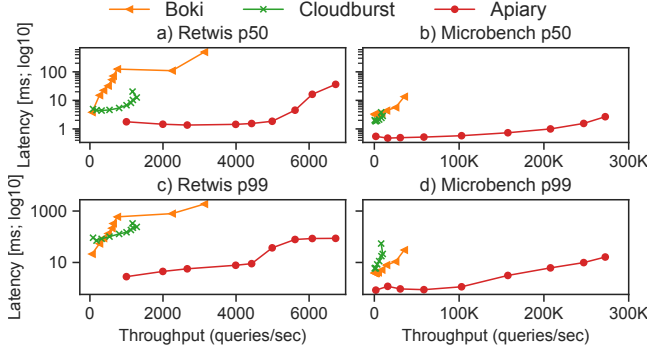 Boki Cloudburst Apiary
a) Retwis p50 b) Microbench p50
Latency [ms; log10]
100
10
1
0 2000 4000 6000
0 100K 200K 300K
c) Retwis p99 d) Microbench p99
Latency [ms; log10]
1000
10
0 2000 4000 6000
0 100K 200K 300K
Throughput (queries/sec) Throughput (queries/sec)